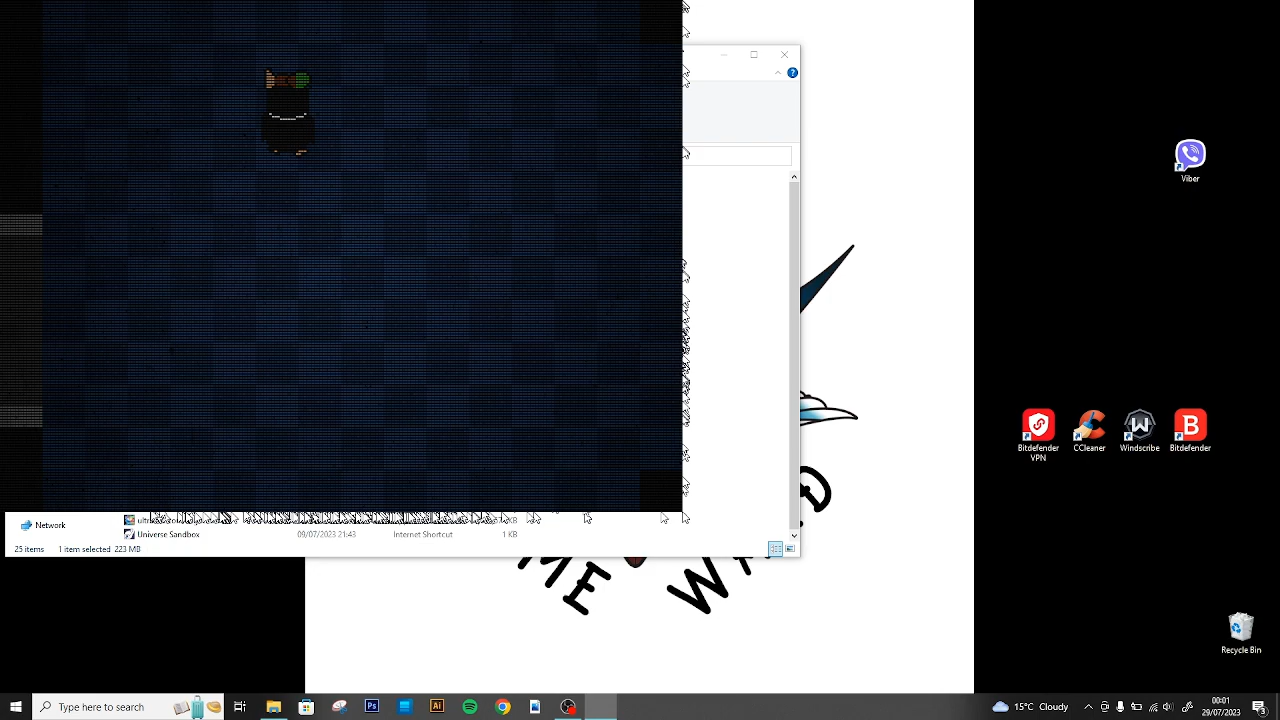 Viber
Bitdefender VPN
CCleaner
Windscribe
Bitdefender
Network
Universe Sandbox
09/07/2023 21:43
Internet Shortcut
1 KB
25 items
1 item selected
223 MB
ME
Recycle Bin
Type here to search
15°C Cloudy
00:01
29/07/2023